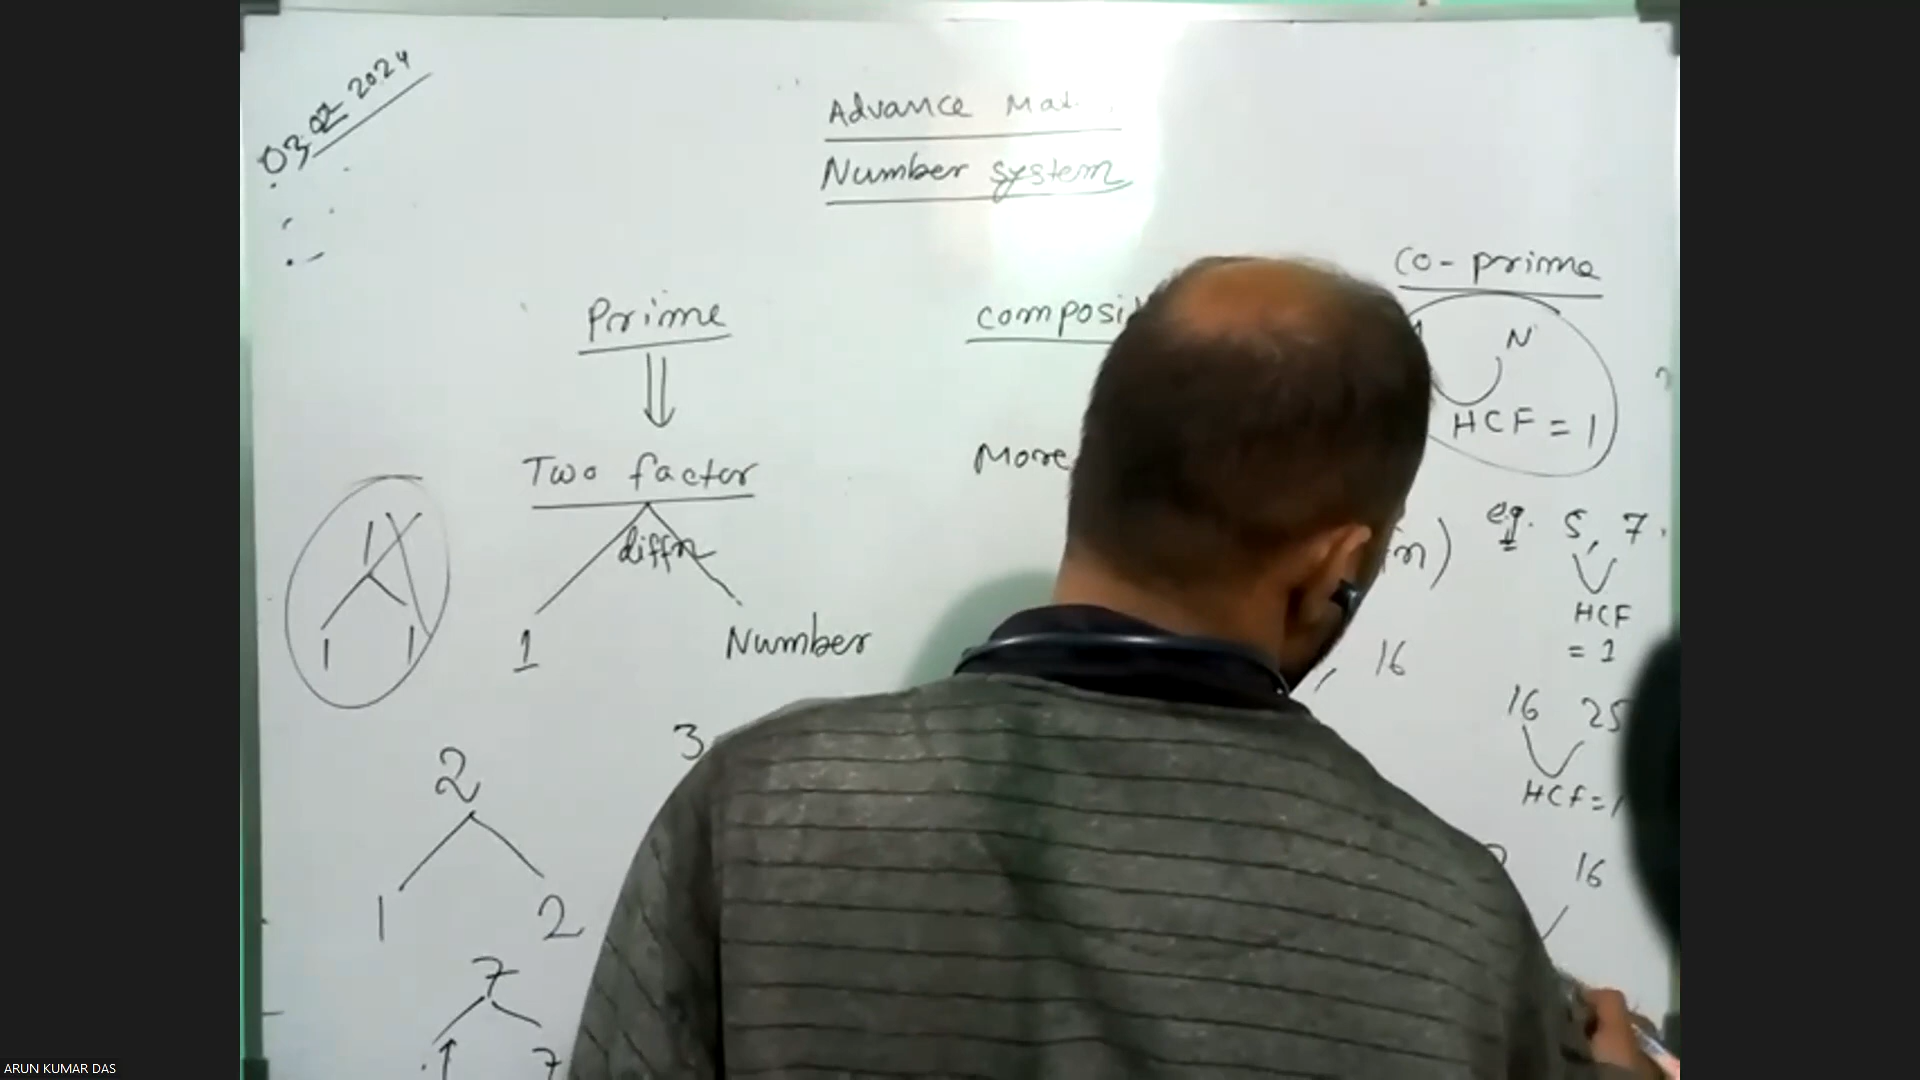 03.02.2024
Advance
Number system
Prime
Two factor
diffn
1
Number
1
1
1
2
1
2
7
7
3
More
16
Co-prime
N
HCF = 1
eg. 5, 7
HCF
= 1
16 25
HCF=1
16
ARUN KUMAR DAS